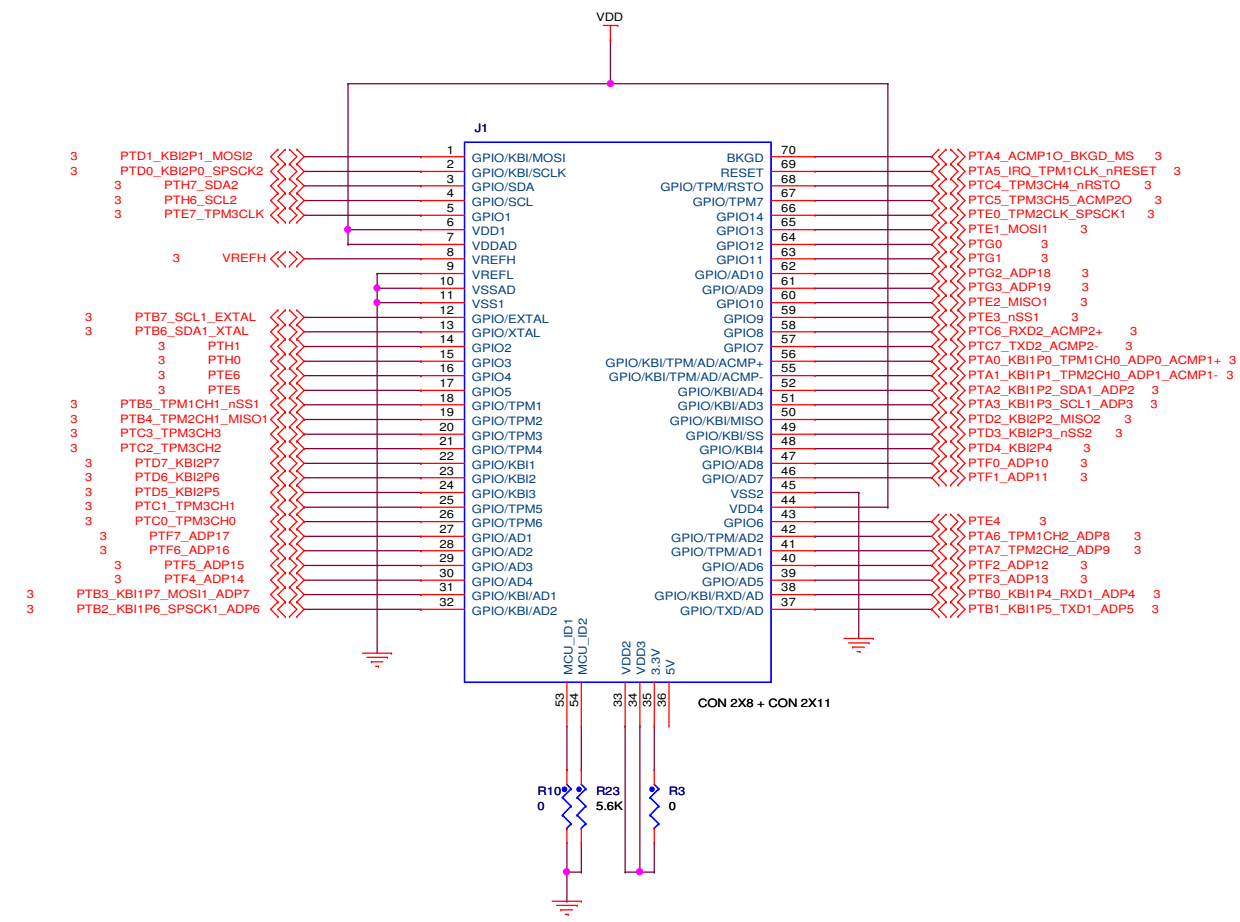 VDD
J1
3 PTD1_KBI2P1_MOSI2 1 GPIO/KBI/MOSI BKGD 70 PTA4_ACMP1O_BKGD_MS 3
3 PTD0_KBI2P0_SPSCK2 2 GPIO/KBI/SCLK RESET 69 PTA5_IRQ_TPM1CLK_nRESET 3
3 PTH7_SDA2 3 GPIO/SDA GPIO/TPM/RSTO 68 PTC4_TPM3CH4_nRSTO 3
3 PTH6_SCL2 4 GPIO/SCL GPIO/TPM7 67 PTC5_TPM3CH5_ACMP2O 3
3 PTE7_TPM3CLK 5 GPIO1 GPIO14 66 PTE0_TPM2CLK_SPSCK1 3
6 VDD1 GPIO13 65 PTE1_MOSI1 3
7 VDDAD GPIO12 64 PTG0 3
3 VREFH 8 VREFH GPIO11 63 PTG1 3
9 VREFL GPIO/AD10 62 PTG2_ADP18 3
10 VSSAD GPIO/AD9 61 PTG3_ADP19 3
11 VSS1 GPIO10 60 PTE2_MISO1 3
3 PTB7_SCL1_EXTAL 12 GPIO/EXTAL GPIO9 59 PTE3_nSS1 3
3 PTB6_SDA1_XTAL 13 GPIO/XTAL GPIO8 58 PTC6_RXD2_ACMP2+ 3
3 PTH1 14 GPIO2 GPIO7 57 PTC7_TXD2_ACMP2- 3
3 PTH0 15 GPIO3 GPIO/KBI/TPM/AD/ACMP+ 56 PTA0_KBI1P0_TPM1CH0_ADP0_ACMP1+ 3
3 PTE6 16 GPIO4 GPIO/KBI/TPM/AD/ACMP- 55 PTA1_KBI1P1_TPM2CH0_ADP1_ACMP1- 3
3 PTE5 17 GPIO5 GPIO/KBI/AD4 52 PTA2_KBI1P2_SDA1_ADP2 3
3 PTB5_TPM1CH1_nSS1 18 GPIO/TPM1 GPIO/KBI/AD3 51 PTA3_KBI1P3_SCL1_ADP3 3
3 PTB4_TPM2CH1_MISO1 19 GPIO/TPM2 GPIO/KBI/MISO 50 PTD2_KBI2P2_MISO2 3
3 PTC3_TPM3CH3 20 GPIO/TPM3 GPIO/KBI/SS 49 PTD3_KBI2P3_nSS2 3
3 PTC2_TPM3CH2 21 GPIO/TPM4 GPIO/KBI4 48 PTD4_KBI2P4 3
3 PTD7_KBI2P7 22 GPIO/KBI1 GPIO/AD8 47 PTF0_ADP10 3
3 PTD6_KBI2P6 23 GPIO/KBI2 GPIO/AD7 46 PTF1_ADP11 3
3 PTD5_KBI2P5 24 GPIO/KBI3 VSS2 45
3 PTC1_TPM3CH1 25 GPIO/TPM5 VDD4 44
3 PTC0_TPM3CH0 26 GPIO/TPM6 GPIO6 43 PTE4 3
3 PTF7_ADP17 27 GPIO/AD1 GPIO/TPM/AD2 42 PTA6_TPM1CH2_ADP8 3
3 PTF6_ADP16 28 GPIO/AD2 GPIO/TPM/AD1 41 PTA7_TPM2CH2_ADP9 3
3 PTF5_ADP15 29 GPIO/AD3 GPIO/AD6 40 PTF2_ADP12 3
3 PTF4_ADP14 30 GPIO/AD4 GPIO/AD5 39 PTF3_ADP13 3
3 PTB3_KBI1P7_MOSI1_ADP7 31 GPIO/KBI/AD1 GPIO/KBI/RXD/AD 38 PTB0_KBI1P4_RXD1_ADP4 3
3 PTB2_KBI1P6_SPSCK1_ADP6 32 GPIO/KBI/AD2 GPIO/TXD/AD 37 PTB1_KBI1P5_TXD1_ADP5 3
MCU_ID1
MCU_ID2
VDD2
VDD3
3.3V
5V
53
54
33
34
35
36
CON 2X8 + CON 2X11
R10 R23 R3
0 5.6K 0